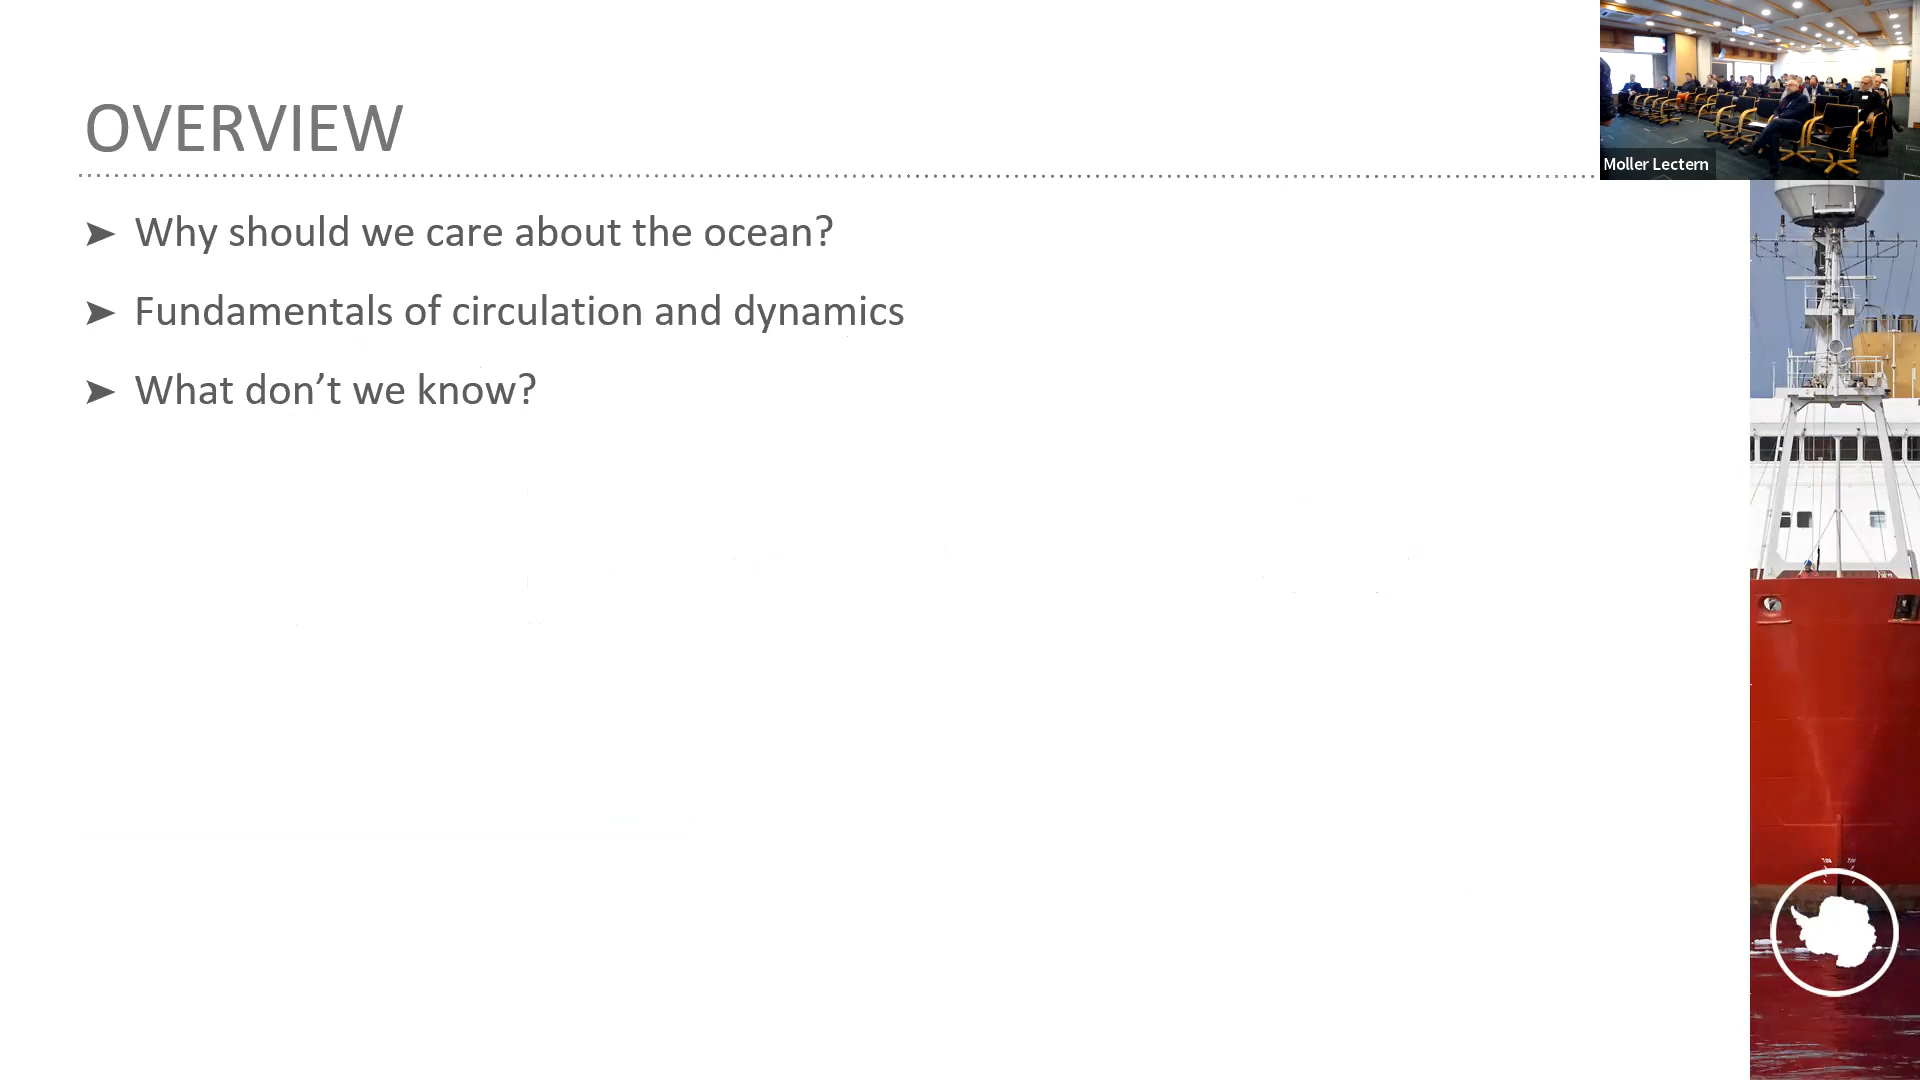 OVERVIEW
➤ Why should we care about the ocean?
➤ Fundamentals of circulation and dynamics
➤ What don’t we know?
Moller Lectern